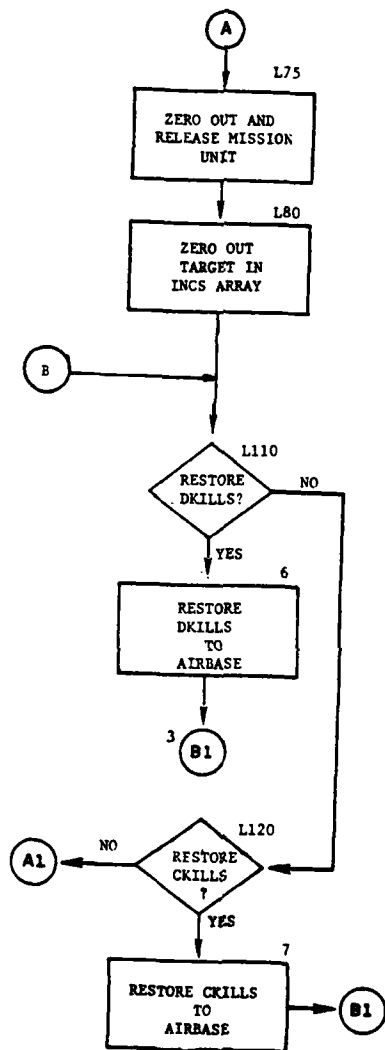 A
L75
ZERO OUT AND
RELEASE MISSION
UNIT
L80
ZERO OUT
TARGET IN
INCS ARRAY
B
L110
RESTORE
DKILLS?
NO
YES
6
RESTORE
DKILLS
TO
AIRBASE
3
B1
L120
NO
A1
RESTORE
CKILLS
?
YES
7
RESTORE CKILLS
TO
AIRBASE
B1